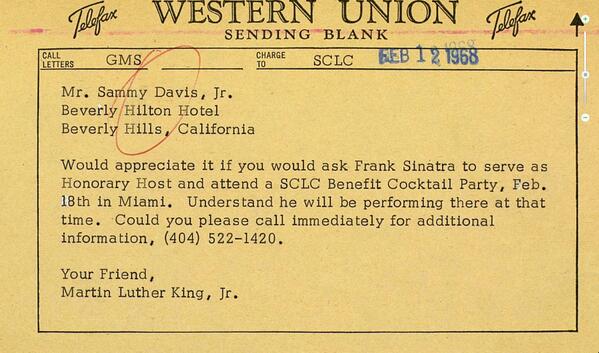 Telefax WESTERN UNION Telefax
SENDING BLANK
CALL LETTERS GMS CHARGE TO SCLC FEB 12 1968
Mr. Sammy Davis, Jr.
Beverly Hilton Hotel
Beverly Hills, California
Would appreciate it if you would ask Frank Sinatra to serve as
Honorary Host and attend a SCLC Benefit Cocktail Party, Feb.
18th in Miami. Understand he will be performing there at that
time. Could you please call immediately for additional
information, (404) 522-1420.
Your Friend,
Martin Luther King, Jr.